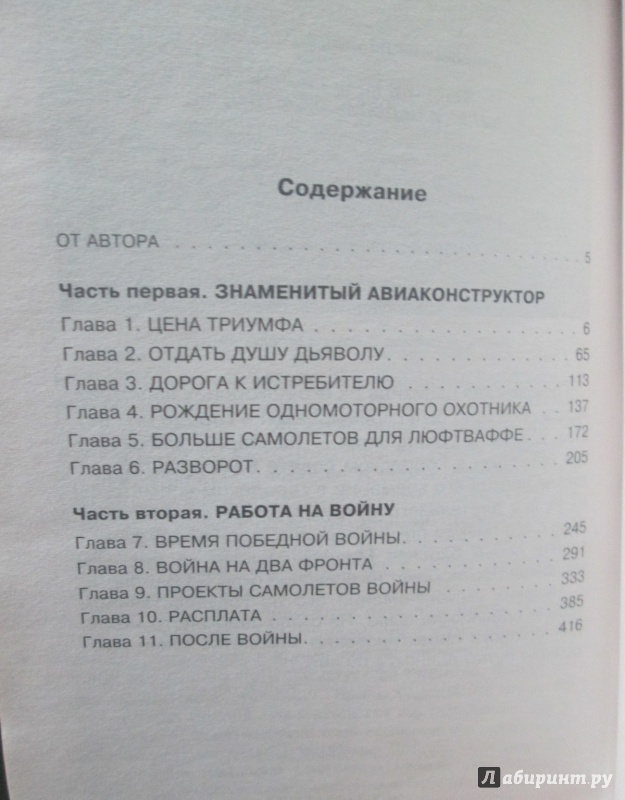 Содержание
ОТ АВТОРА . . . . . . . . . . . . . . . . . . . . . . . . . . . . . . 5
Часть первая. ЗНАМЕНИТЫЙ АВИАКОНСТРУКТОР
Глава 1. ЦЕНА ТРИУМФА . . . . . . . . . . . . . . . . . . . . 6
Глава 2. ОТДАТЬ ДУШУ ДЬЯВОЛУ. . . . . . . . . . . . . . 65
Глава 3. ДОРОГА К ИСТРЕБИТЕЛЮ . . . . . . . . . . . . 113
Глава 4. РОЖДЕНИЕ ОДНОМОТОРНОГО ОХОТНИКА . . 137
Глава 5. БОЛЬШЕ САМОЛЕТОВ ДЛЯ ЛЮФТВАФФЕ. . . 172
Глава 6. РАЗВОРОТ. . . . . . . . . . . . . . . . . . . . . . . 205
Часть вторая. РАБОТА НА ВОЙНУ
Глава 7. ВРЕМЯ ПОБЕДНОЙ ВОЙНЫ. . . . . . . . . . . . 245
Глава 8. ВОЙНА НА ДВА ФРОНТА . . . . . . . . . . . . . . 291
Глава 9. ПРОЕКТЫ САМОЛЕТОВ ВОЙНЫ . . . . . . . . . 333
Глава 10. РАСПЛАТА . . . . . . . . . . . . . . . . . . . . . . 385
Глава 11. ПОСЛЕ ВОЙНЫ. . . . . . . . . . . . . . . . . . . 416
Лабиринт.ру